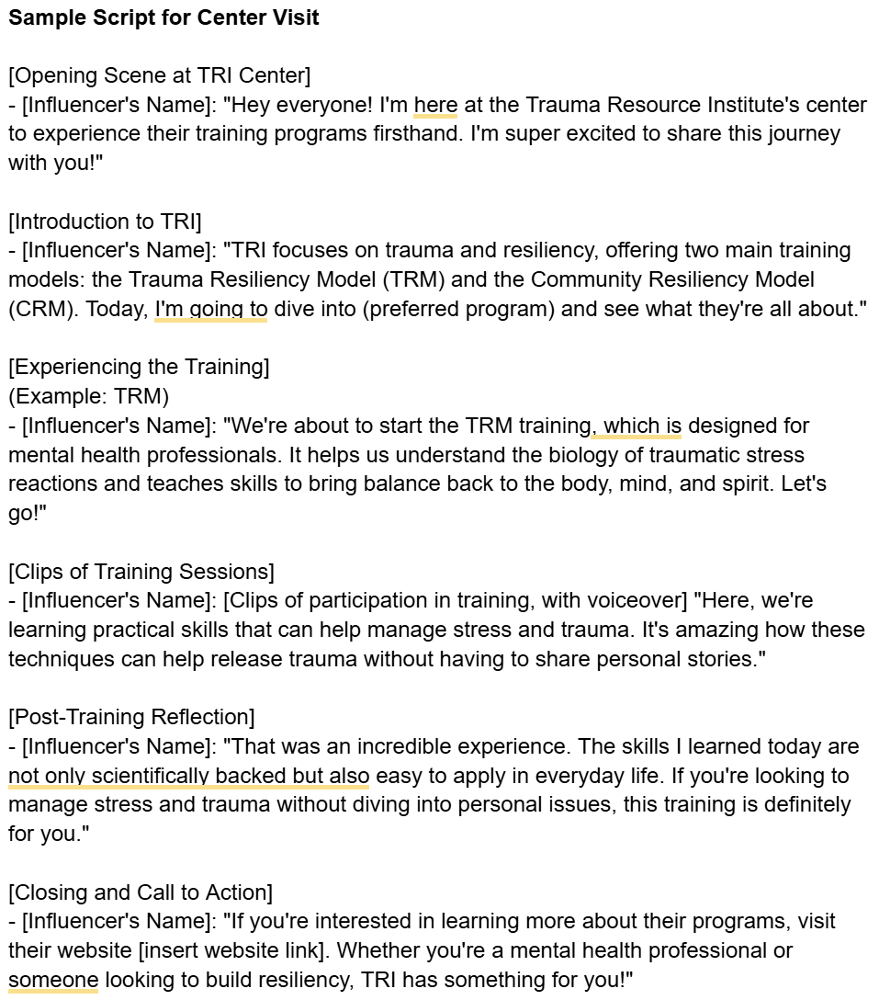 Sample Script for Center Visit
[Opening Scene at TRI Center]
- [Influencer's Name]: "Hey everyone! I'm here at the Trauma Resource Institute's center
to experience their training programs firsthand. I'm super excited to share this journey
with you!"
[Introduction to TRI]
- [Influencer's Name]: "TRI focuses on trauma and resiliency, offering two main training
models: the Trauma Resiliency Model (TRM) and the Community Resiliency Model
(CRM). Today, I'm going to dive into (preferred program) and see what they're all about."
[Experiencing the Training]
(Example: TRM)
- [Influencer's Name]: "We're about to start the TRM training, which is designed for
mental health professionals. It helps us understand the biology of traumatic stress
reactions and teaches skills to bring balance back to the body, mind, and spirit. Let's
go!"
[Clips of Training Sessions]
- [Influencer's Name]: [Clips of participation in training, with voiceover] "Here, we're
learning practical skills that can help manage stress and trauma. It's amazing how these
techniques can help release trauma without having to share personal stories."
[Post-Training Reflection]
- [Influencer's Name]: "That was an incredible experience. The skills I learned today are
not only scientifically backed but also easy to apply in everyday life. If you're looking to
manage stress and trauma without diving into personal issues, this training is definitely
for you."
[Closing and Call to Action]
- [Influencer's Name]: "If you're interested in learning more about their programs, visit
their website [insert website link]. Whether you're a mental health professional or
someone looking to build resiliency, TRI has something for you!"